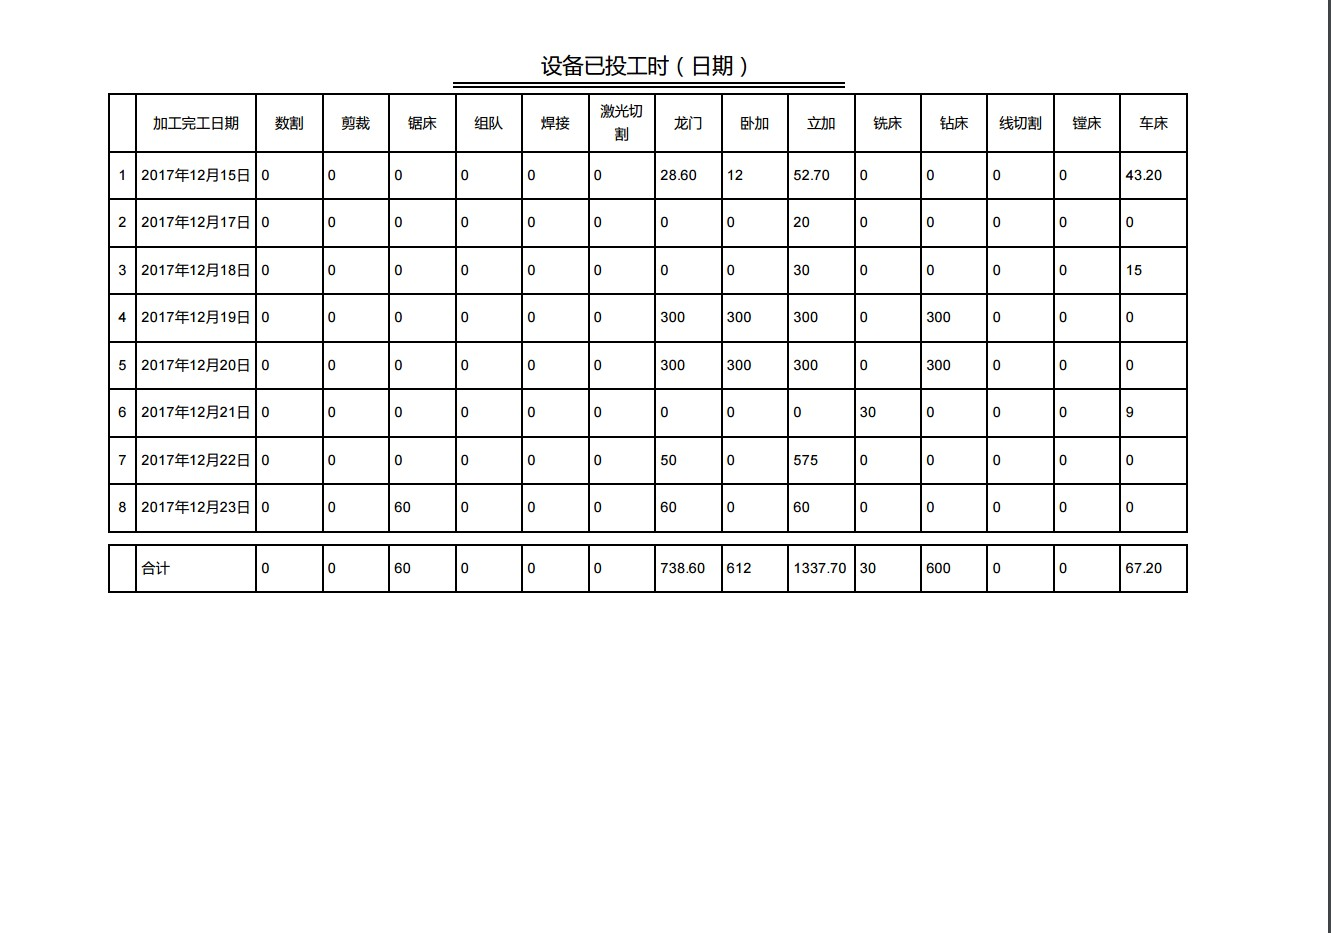 设备已投工时（日期）
加工完工日期 数割 剪裁 锯床 组队 焊接 激光切割 龙门 卧加 立加 铣床 钻床 线切割 镗床 车床
1 2017年12月15日 0 0 0 0 0 0 28.60 12 52.70 0 0 0 0 43.20
2 2017年12月17日 0 0 0 0 0 0 0 0 20 0 0 0 0 0
3 2017年12月18日 0 0 0 0 0 0 0 0 30 0 0 0 0 15
4 2017年12月19日 0 0 0 0 0 0 300 300 300 0 300 0 0 0
5 2017年12月20日 0 0 0 0 0 0 300 300 300 0 300 0 0 0
6 2017年12月21日 0 0 0 0 0 0 0 0 0 30 0 0 0 9
7 2017年12月22日 0 0 0 0 0 0 50 0 575 0 0 0 0 0
8 2017年12月23日 0 0 60 0 0 0 60 0 60 0 0 0 0 0
合计 0 0 60 0 0 0 738.60 612 1337.70 30 600 0 0 67.20